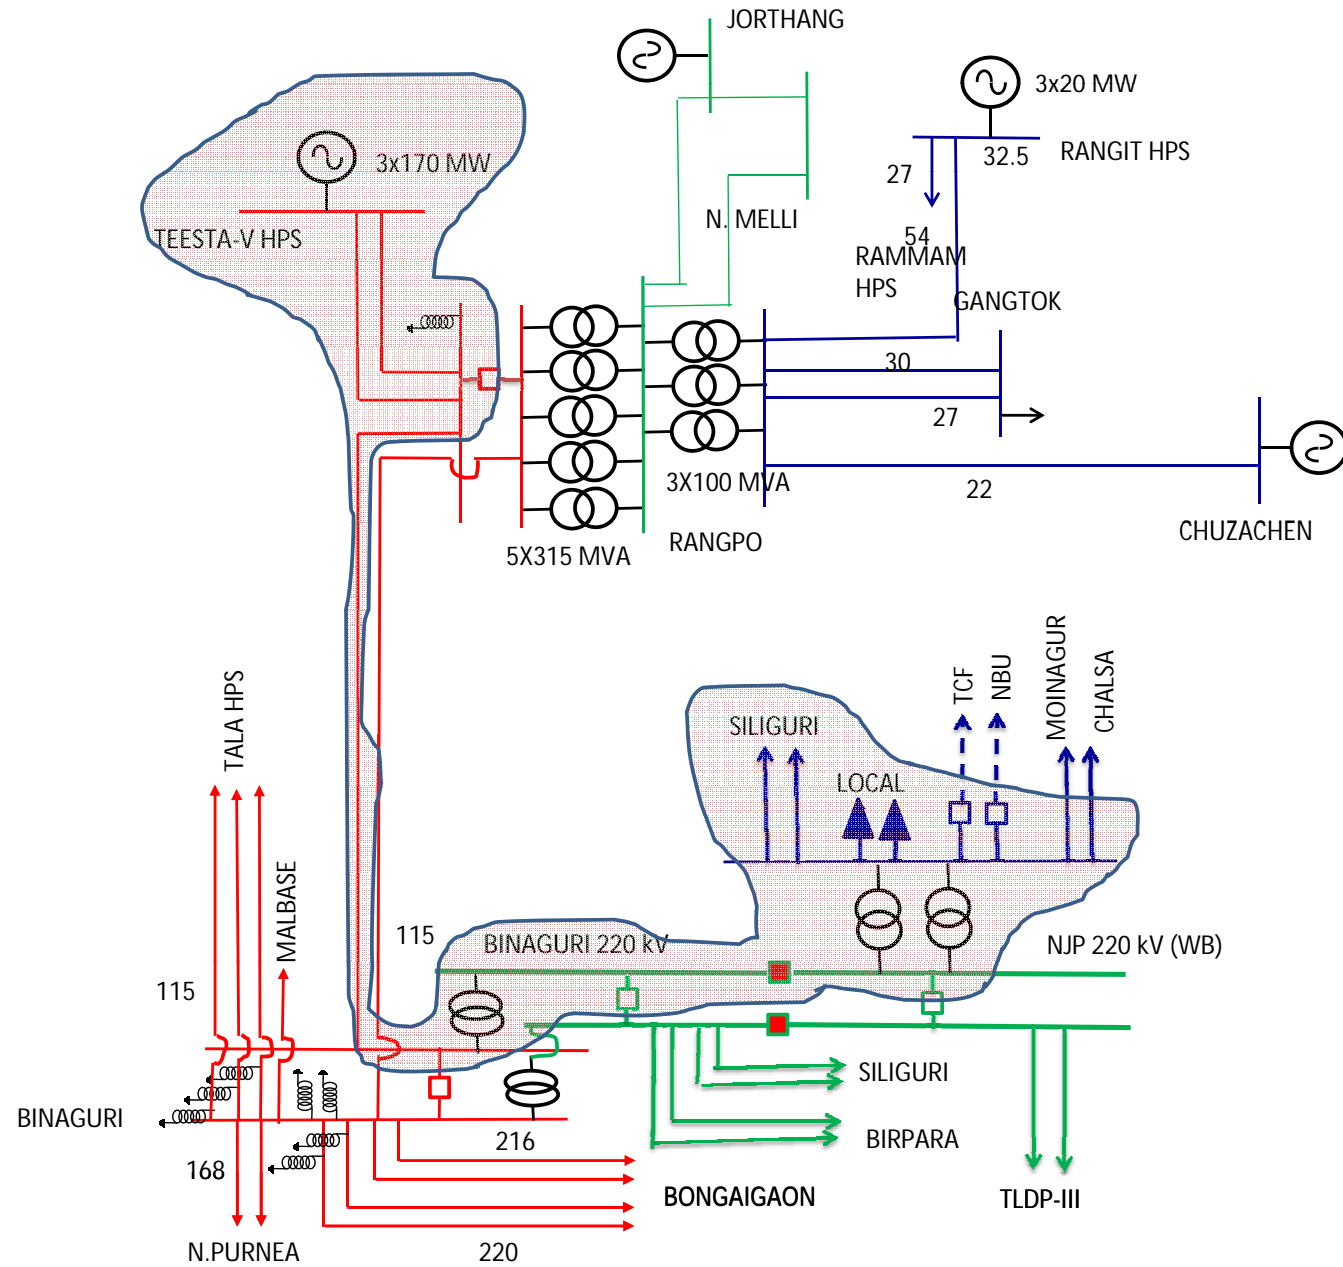 JORTHANG
3x20 MW
32.5
RANGIT HPS
27
3x170 MW
N. MELLI
54
TEESTA-V HPS
RAMMAM
HPS
GANGTOK
30
27
3X100 MVA
22
CHUZACHEN
5X315 MVA
RANGPO
TALA HPS
MALBASE
SILIGURI
LOCAL
TCF
NBU
MOINAGUR
CHALSA
115
BINAGURI 220 kV
NJP 220 kV (WB)
115
SILIGURI
BINAGURI
216
BIRPARA
168
BONGAIGAON
TLDP-III
N.PURNEA
220